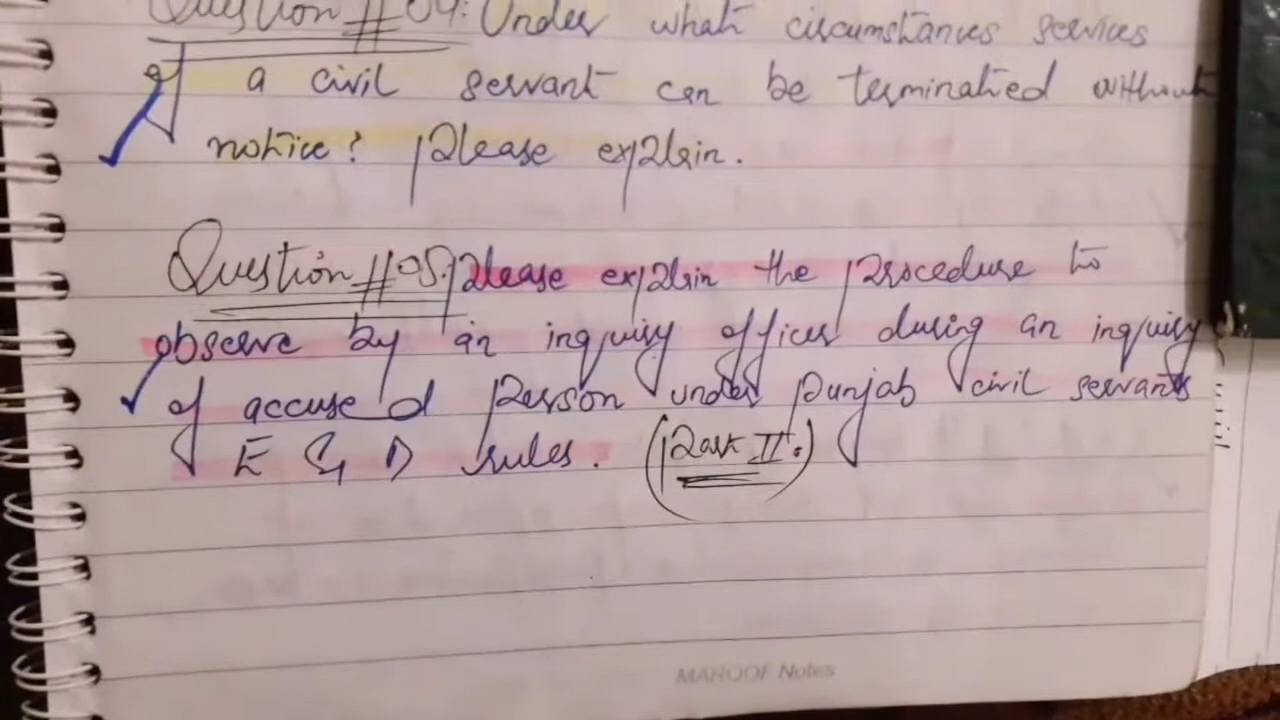 Question #04: Under what circumstances services
of a civil servant can be terminatied without
notice? please explain.
Question #05: please explain the procedure to
observe by an inquiry officer during an inquiry
of accused person under punjab civil servants
E & D rules. (Part II.)
MAROOF Notes